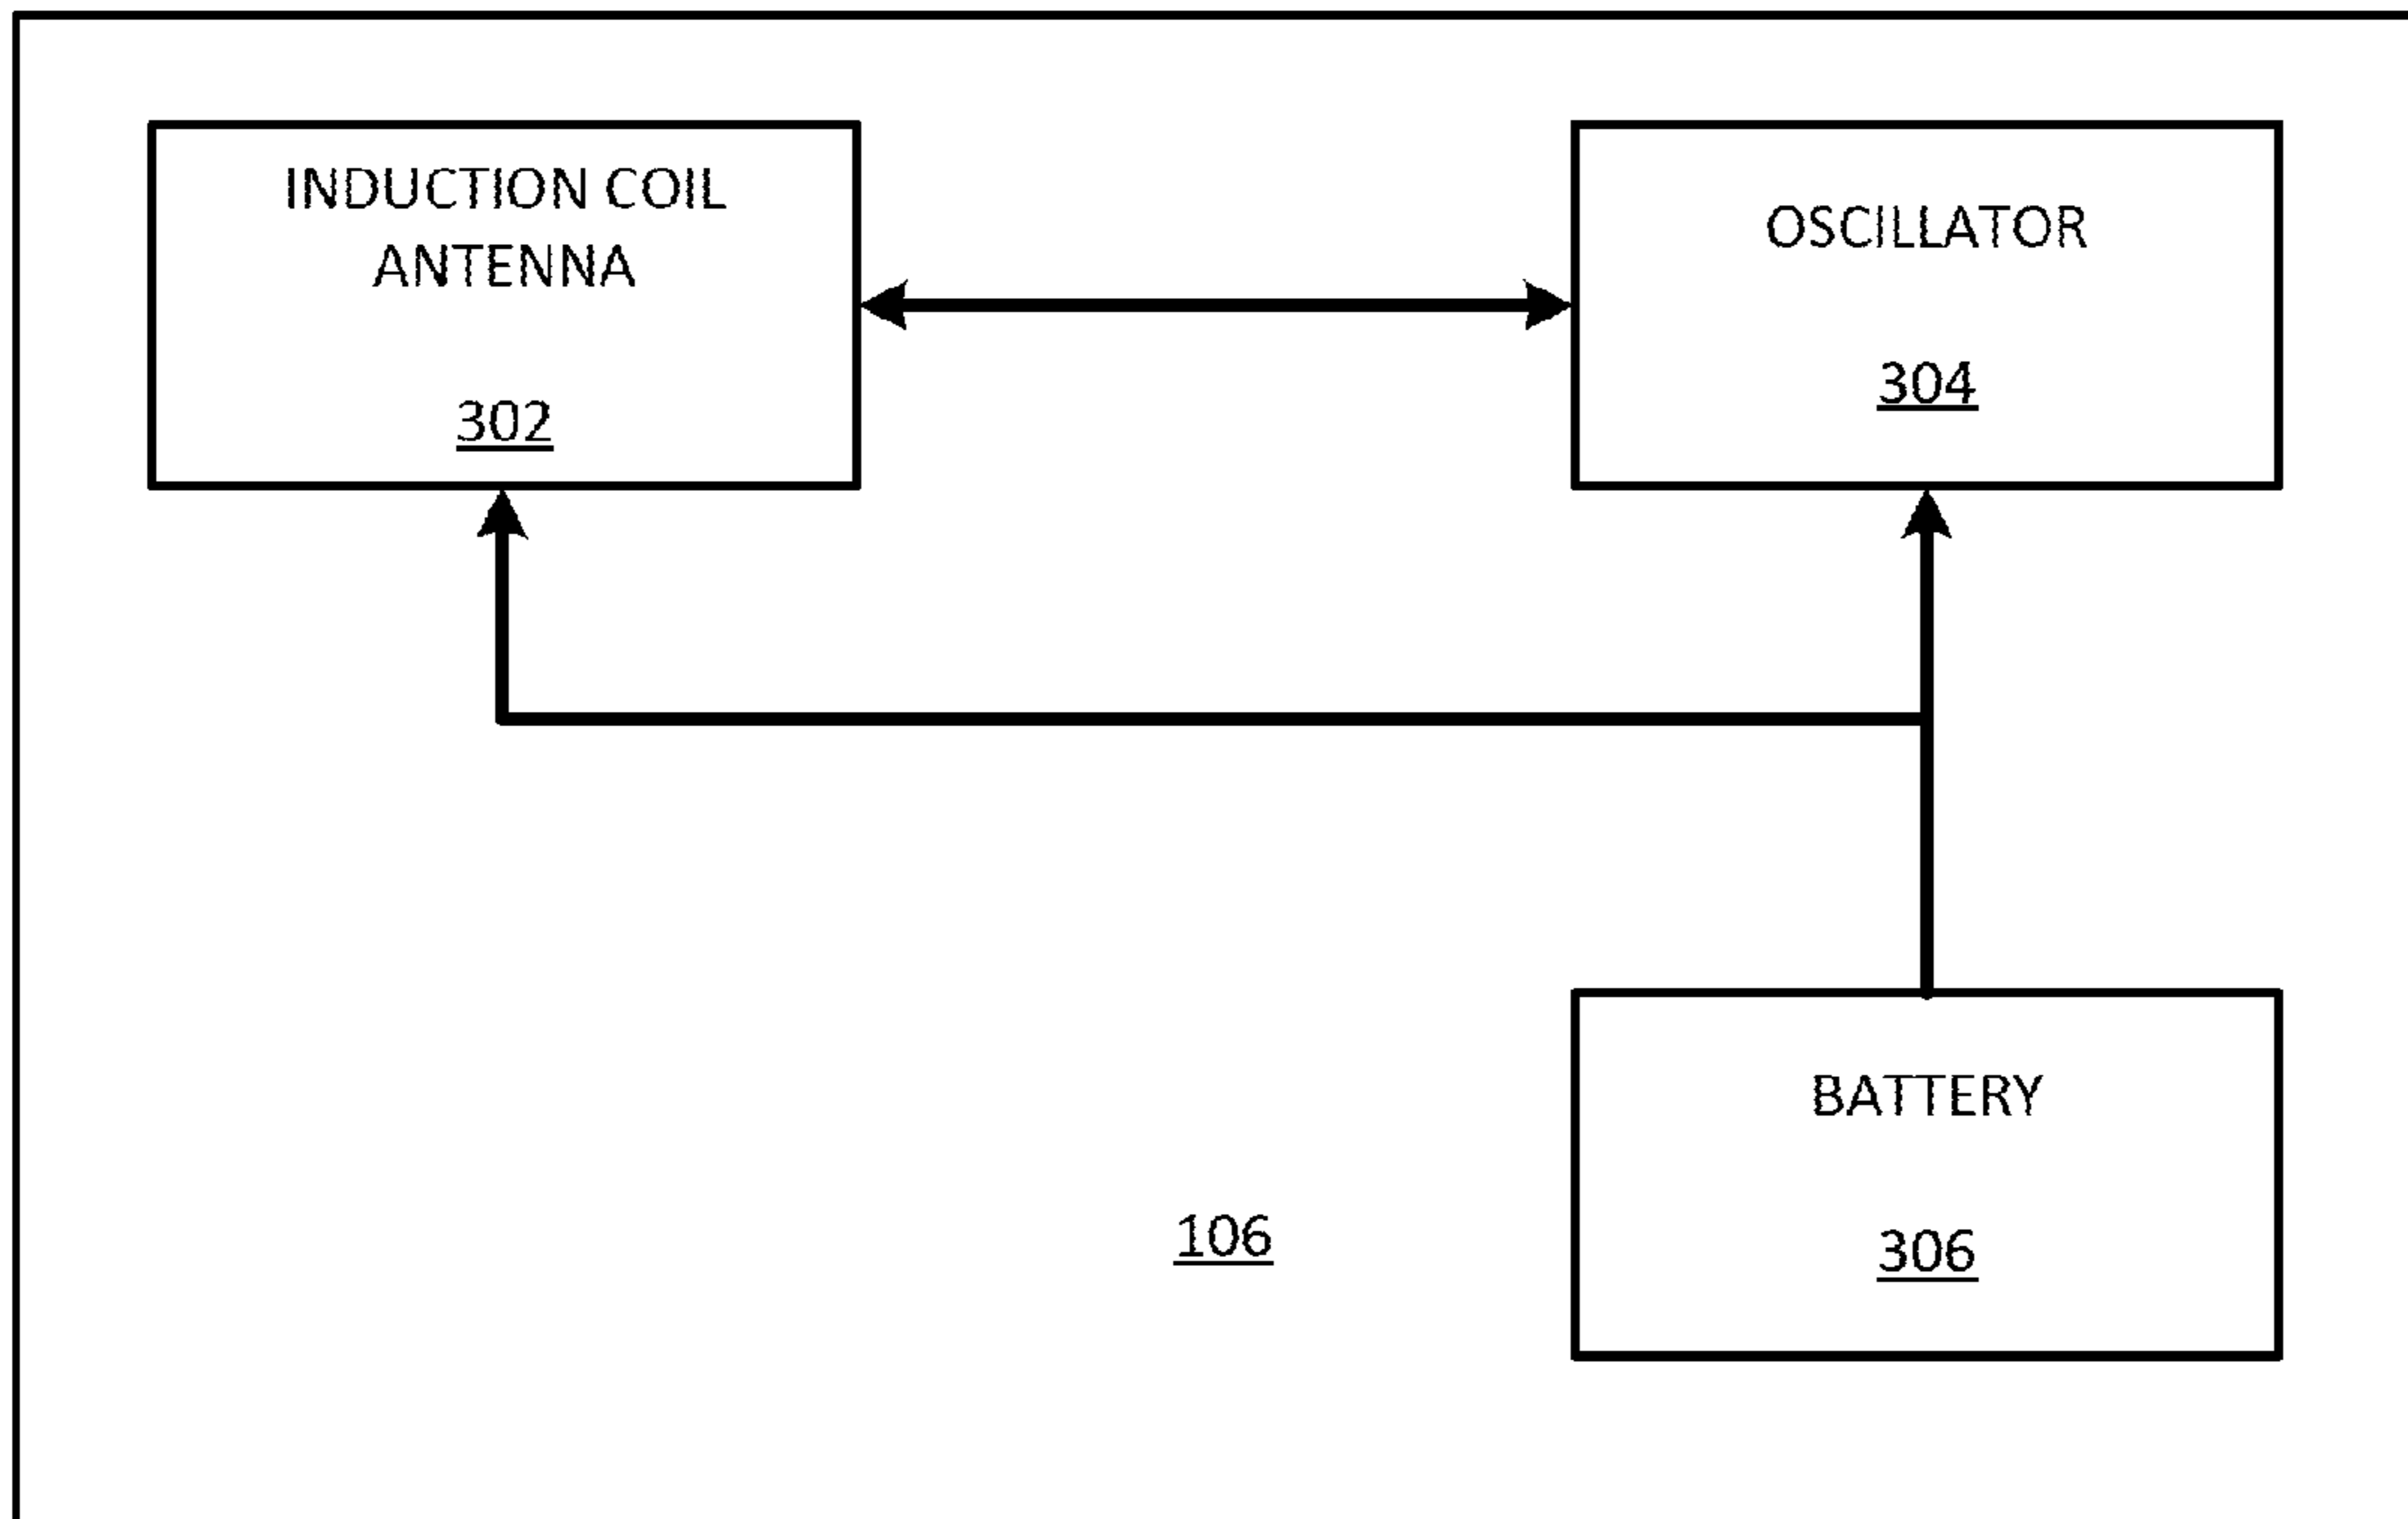 INDUCTION COIL
ANTENNA
302
OSCILLATOR
304
BATTERY
306
106